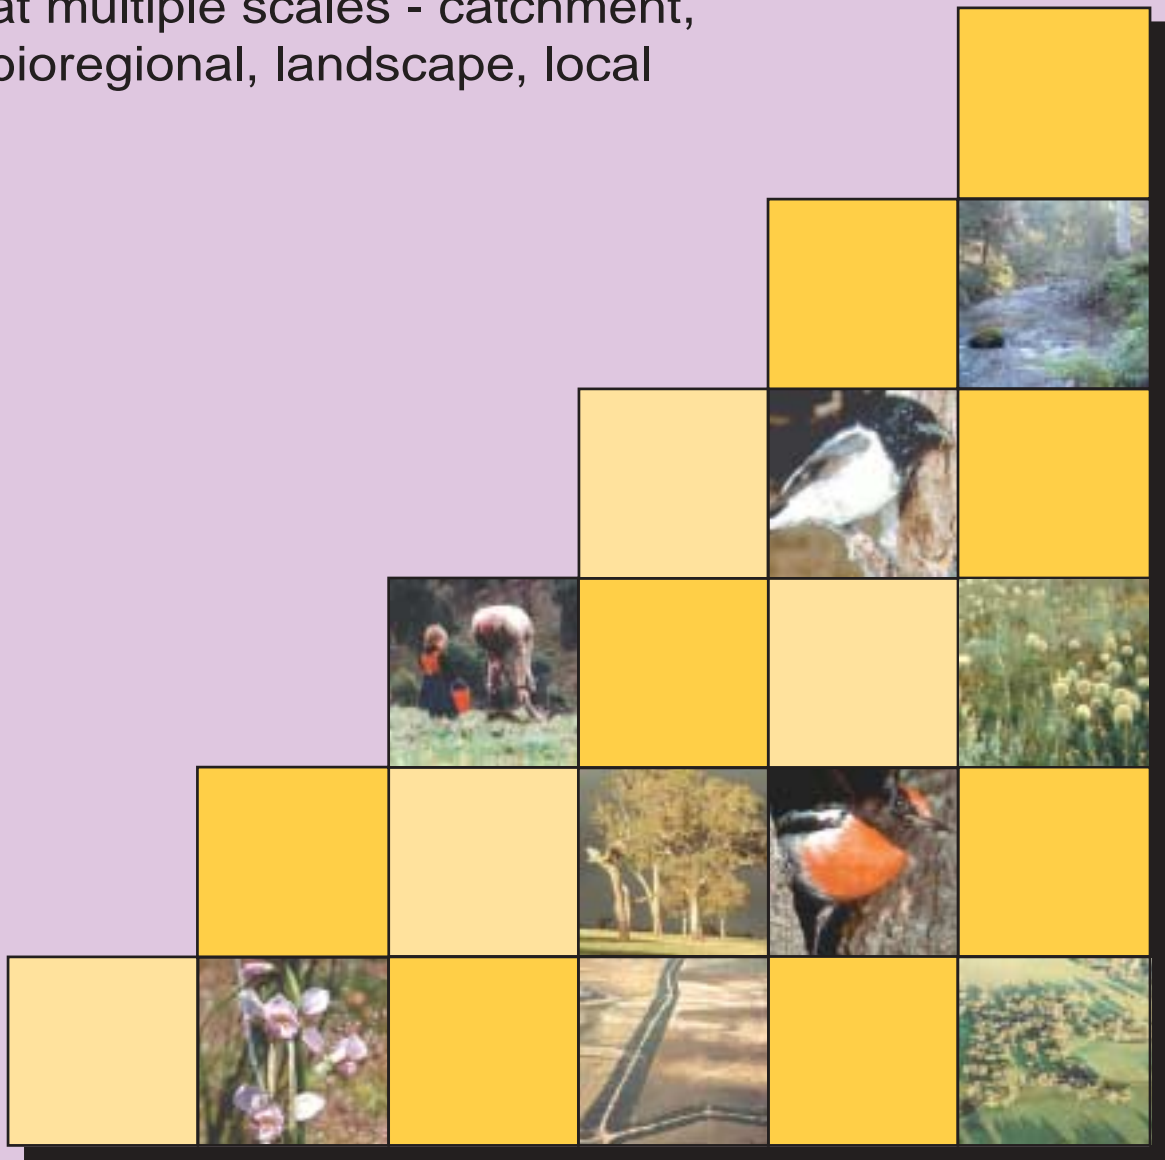 at multiple scales - catchment,
bioregional, landscape, local